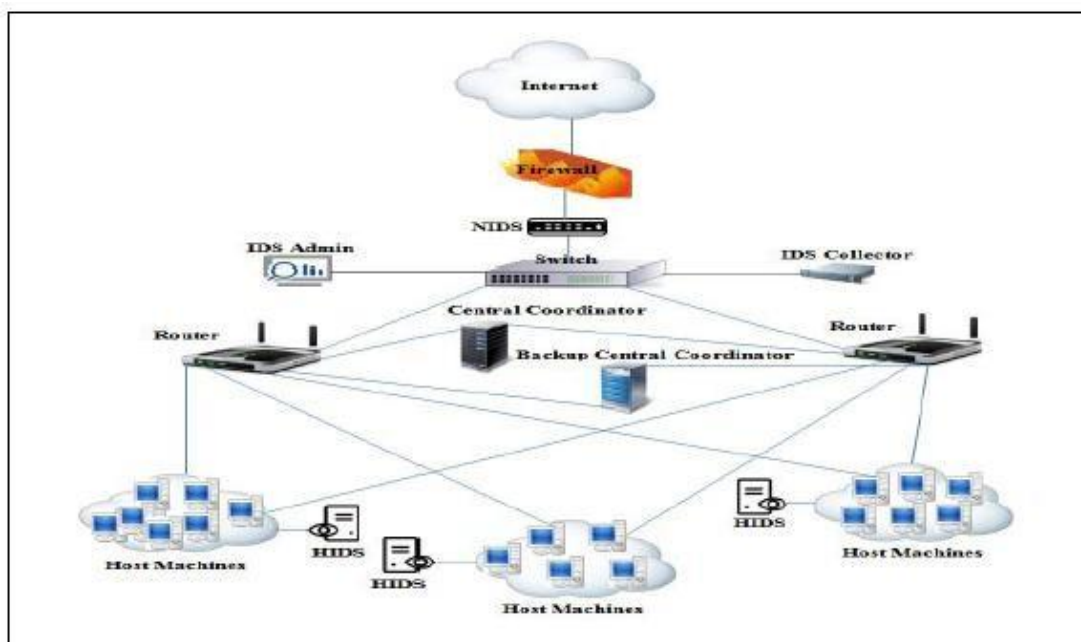 Internet
Firewall
NIDS
IDS Admin
Switch
IDS Collector
Central Coordinator
Router
Router
Backup Central Coordinator
HIDS
HIDS
HIDS
Host Machines
Host Machines
Host Machines